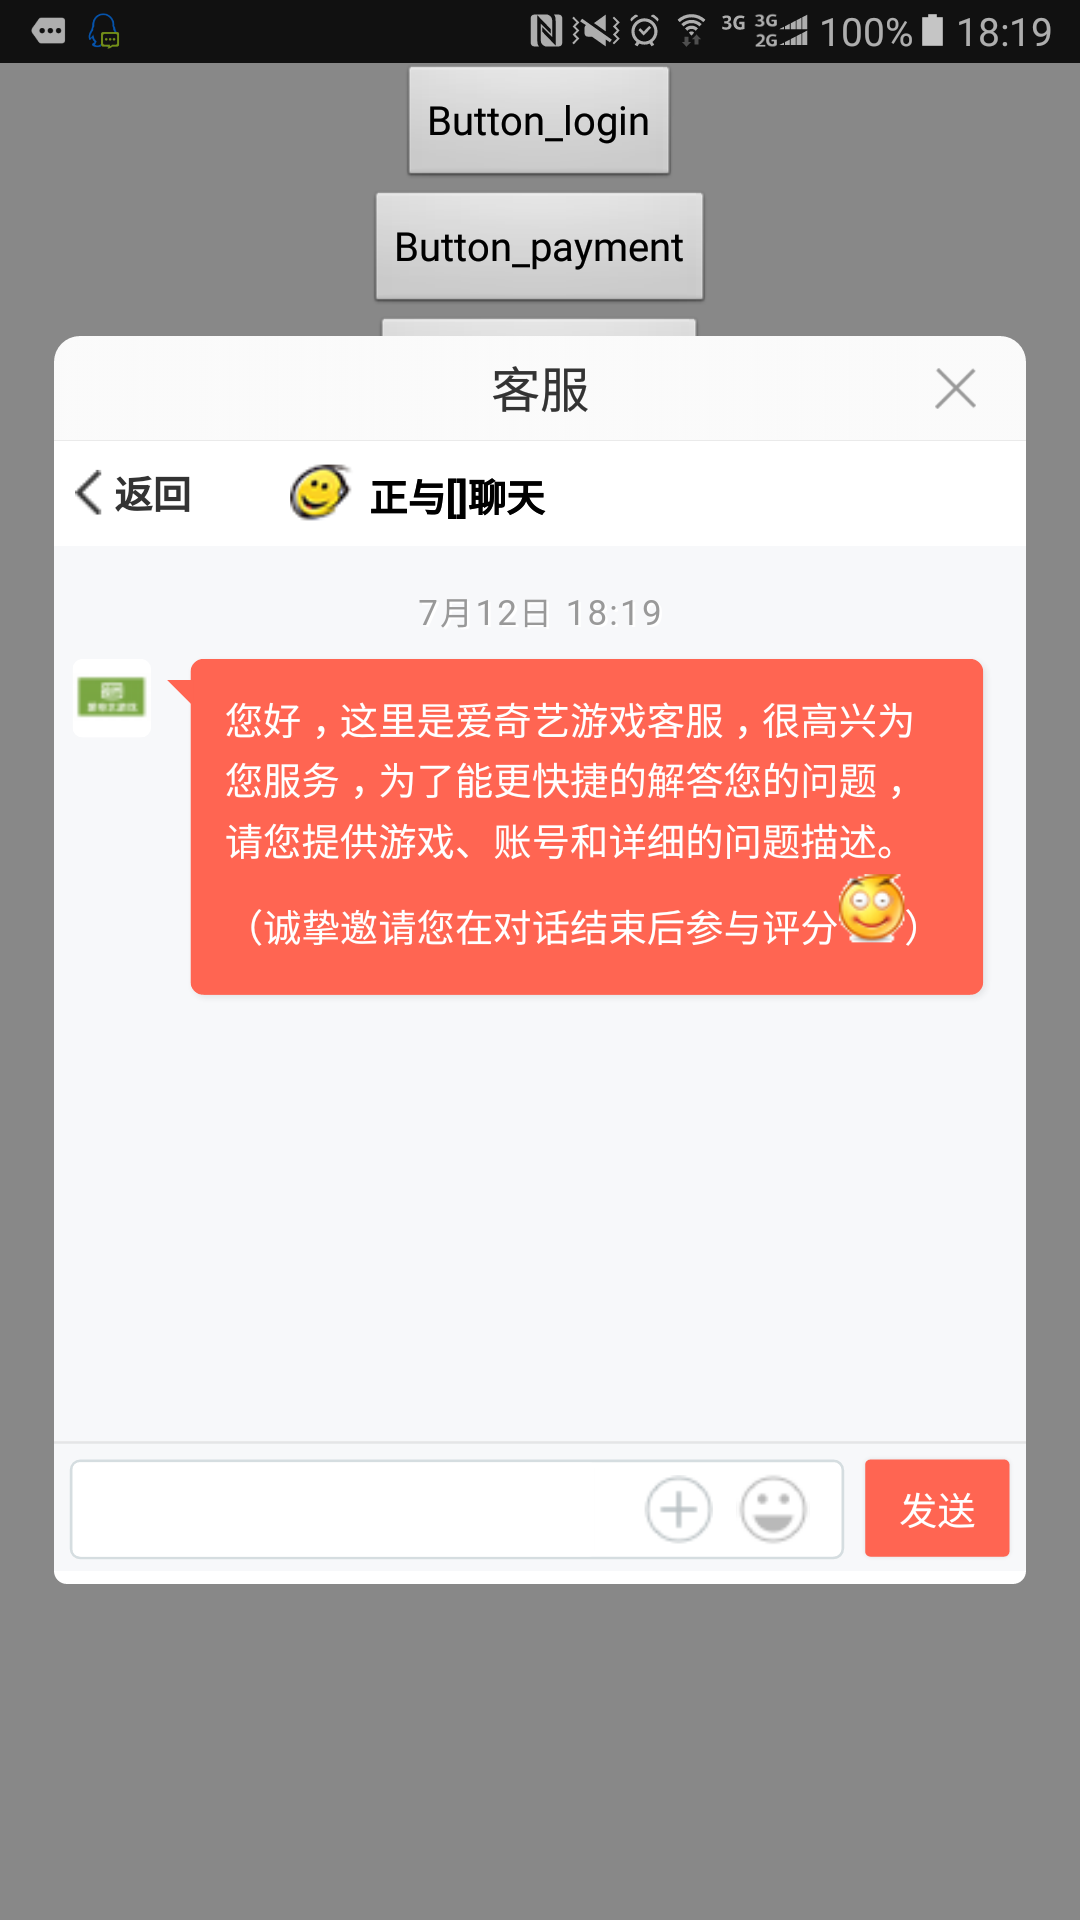 3G 3G 2G 100% 18:19
Button_login
Button_payment
客服
返回 正与[]聊天
7月12日 18:19
您好，这里是爱奇艺游戏客服，很高兴为
您服务，为了能更快捷的解答您的问题，
请您提供游戏、账号和详细的问题描述。
（诚挚邀请您在对话结束后参与评分）
发送